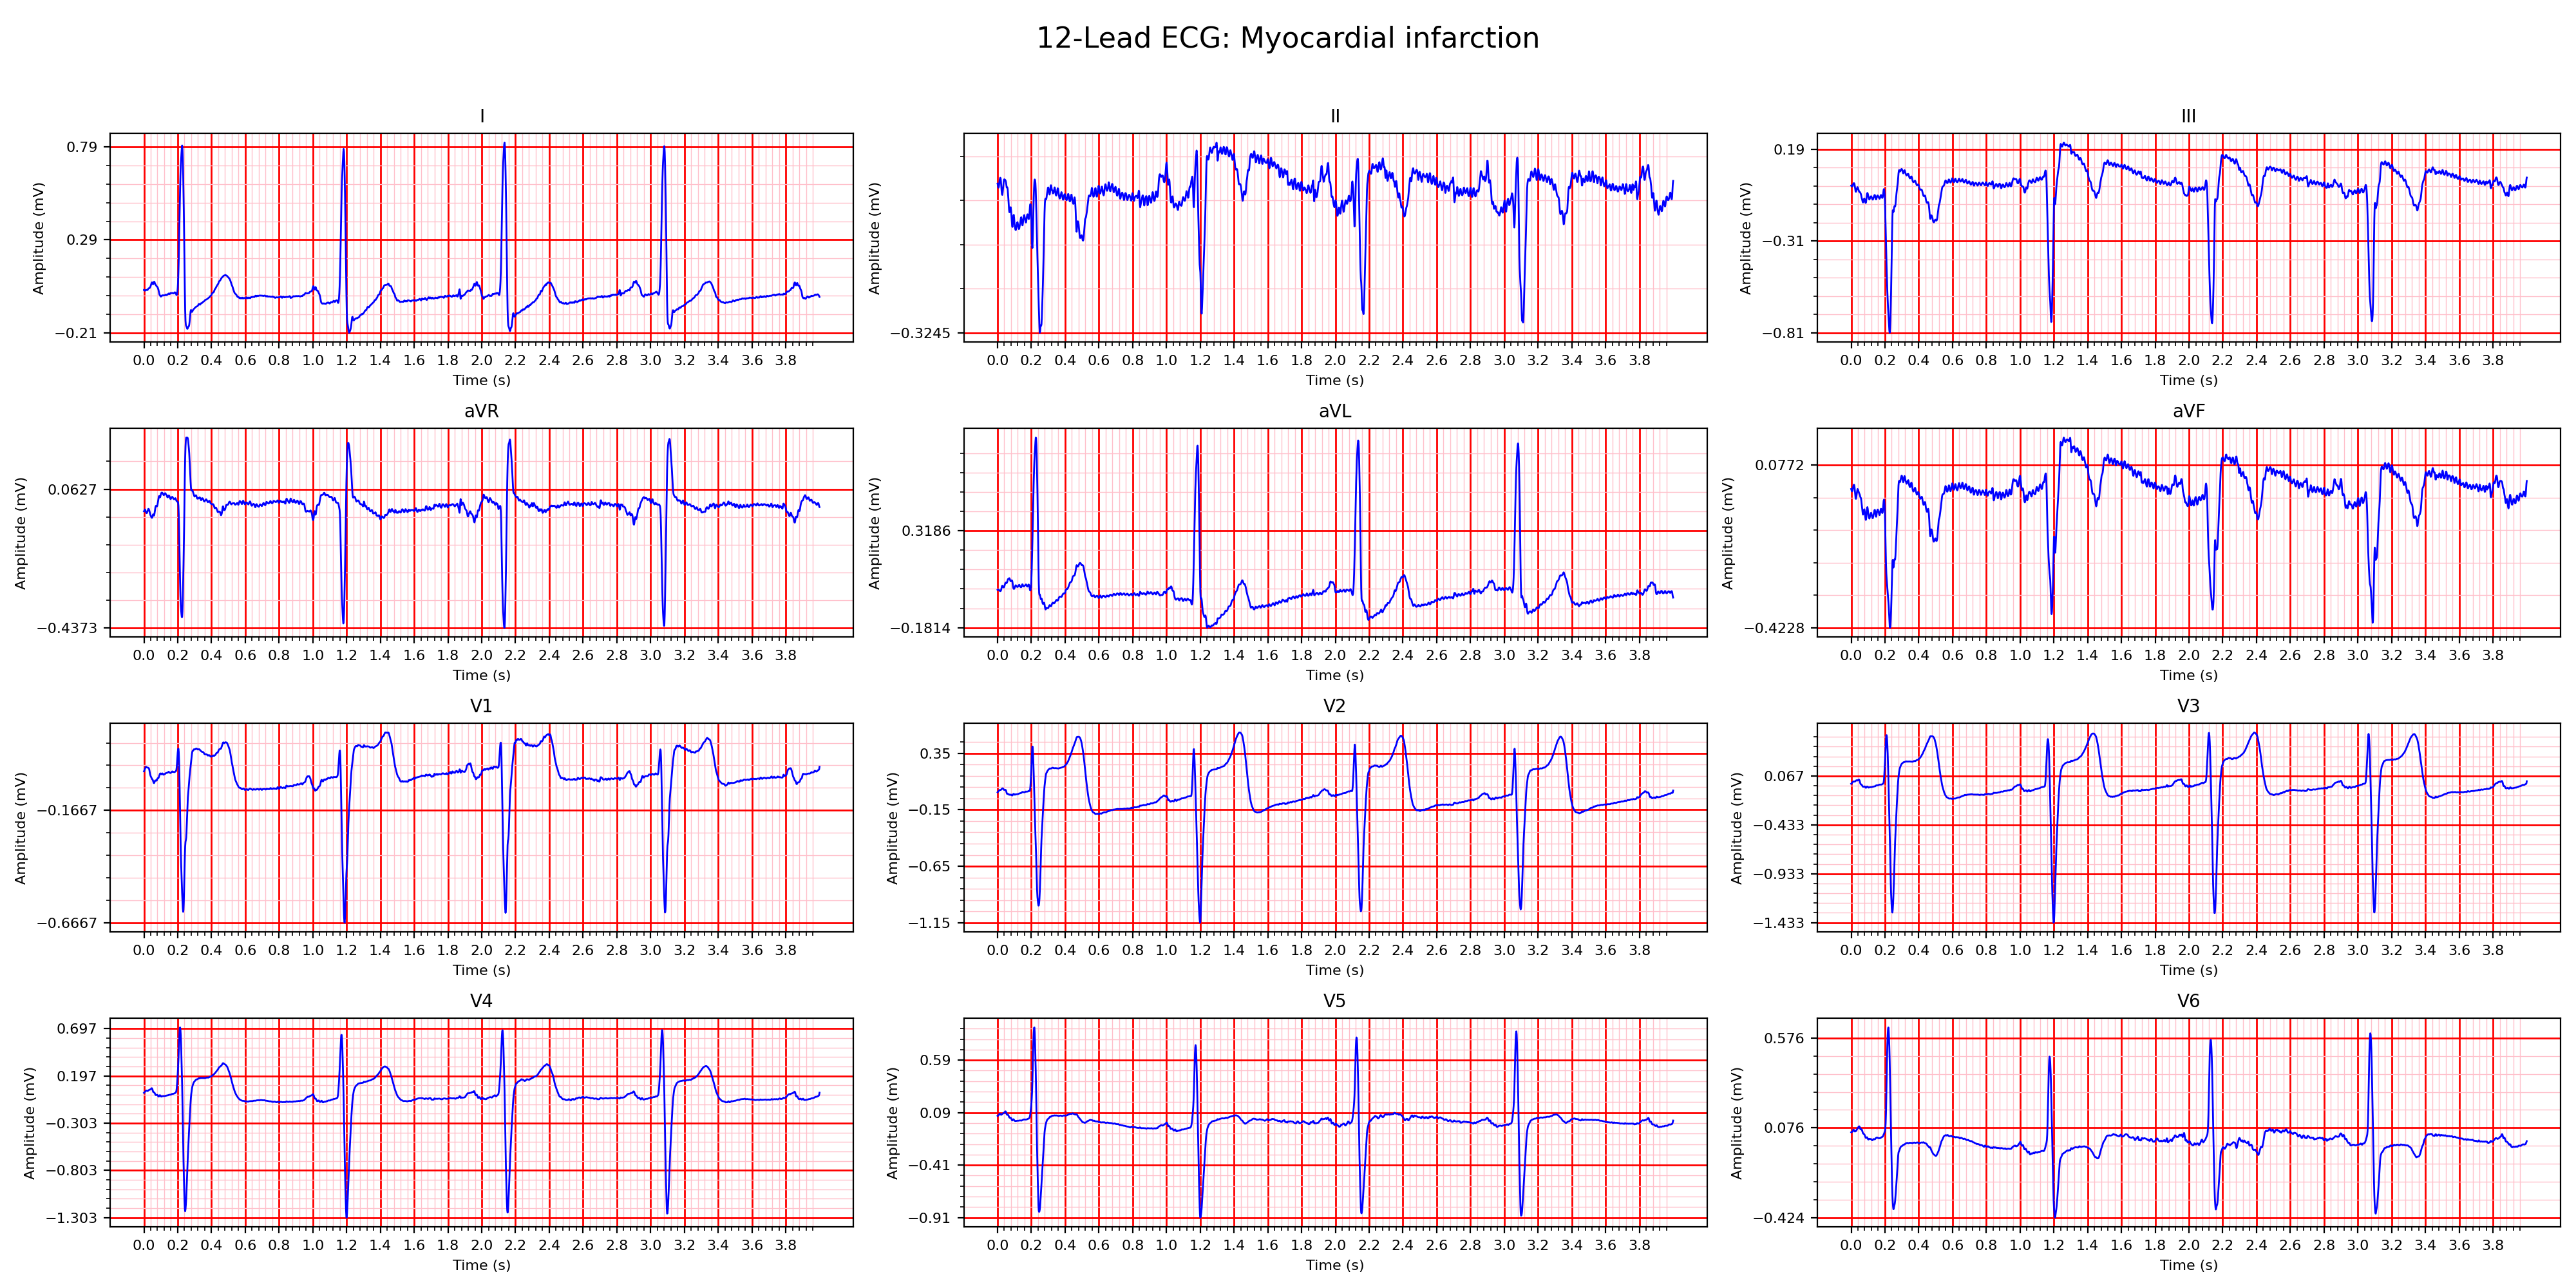 12-Lead ECG: Myocardial infarction
I
II
III
Amplitude (mV)
0.79
0.29
−0.21
0.0 0.2 0.4 0.6 0.8 1.0 1.2 1.4 1.6 1.8 2.0 2.2 2.4 2.6 2.8 3.0 3.2 3.4 3.6 3.8
Time (s)
Amplitude (mV)
−0.3245
0.0 0.2 0.4 0.6 0.8 1.0 1.2 1.4 1.6 1.8 2.0 2.2 2.4 2.6 2.8 3.0 3.2 3.4 3.6 3.8
Time (s)
Amplitude (mV)
0.19
−0.31
−0.81
0.0 0.2 0.4 0.6 0.8 1.0 1.2 1.4 1.6 1.8 2.0 2.2 2.4 2.6 2.8 3.0 3.2 3.4 3.6 3.8
Time (s)
aVR
aVL
aVF
Amplitude (mV)
0.0627
−0.4373
0.0 0.2 0.4 0.6 0.8 1.0 1.2 1.4 1.6 1.8 2.0 2.2 2.4 2.6 2.8 3.0 3.2 3.4 3.6 3.8
Time (s)
Amplitude (mV)
0.3186
−0.1814
0.0 0.2 0.4 0.6 0.8 1.0 1.2 1.4 1.6 1.8 2.0 2.2 2.4 2.6 2.8 3.0 3.2 3.4 3.6 3.8
Time (s)
Amplitude (mV)
0.0772
−0.4228
0.0 0.2 0.4 0.6 0.8 1.0 1.2 1.4 1.6 1.8 2.0 2.2 2.4 2.6 2.8 3.0 3.2 3.4 3.6 3.8
Time (s)
V1
V2
V3
Amplitude (mV)
−0.1667
−0.6667
0.0 0.2 0.4 0.6 0.8 1.0 1.2 1.4 1.6 1.8 2.0 2.2 2.4 2.6 2.8 3.0 3.2 3.4 3.6 3.8
Time (s)
Amplitude (mV)
0.35
−0.15
−0.65
−1.15
0.0 0.2 0.4 0.6 0.8 1.0 1.2 1.4 1.6 1.8 2.0 2.2 2.4 2.6 2.8 3.0 3.2 3.4 3.6 3.8
Time (s)
Amplitude (mV)
0.067
−0.433
−0.933
−1.433
0.0 0.2 0.4 0.6 0.8 1.0 1.2 1.4 1.6 1.8 2.0 2.2 2.4 2.6 2.8 3.0 3.2 3.4 3.6 3.8
Time (s)
V4
V5
V6
Amplitude (mV)
0.697
0.197
−0.303
−0.803
−1.303
0.0 0.2 0.4 0.6 0.8 1.0 1.2 1.4 1.6 1.8 2.0 2.2 2.4 2.6 2.8 3.0 3.2 3.4 3.6 3.8
Time (s)
Amplitude (mV)
0.59
0.09
−0.41
−0.91
0.0 0.2 0.4 0.6 0.8 1.0 1.2 1.4 1.6 1.8 2.0 2.2 2.4 2.6 2.8 3.0 3.2 3.4 3.6 3.8
Time (s)
Amplitude (mV)
0.576
0.076
−0.424
0.0 0.2 0.4 0.6 0.8 1.0 1.2 1.4 1.6 1.8 2.0 2.2 2.4 2.6 2.8 3.0 3.2 3.4 3.6 3.8
Time (s)